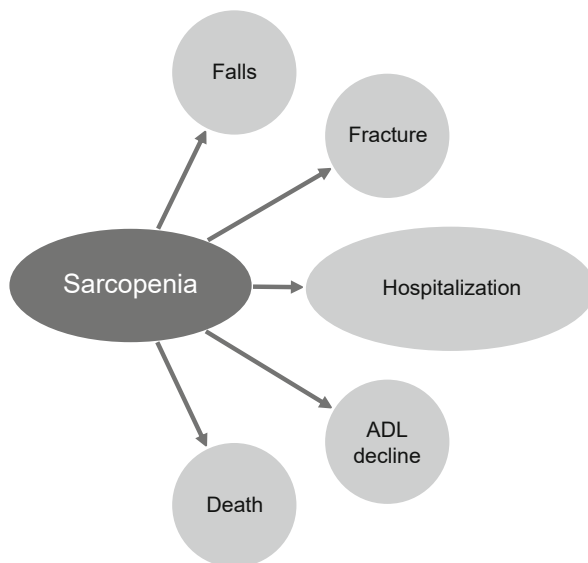 Falls
Fracture
Sarcopenia
Hospitalization
ADL
decline
Death